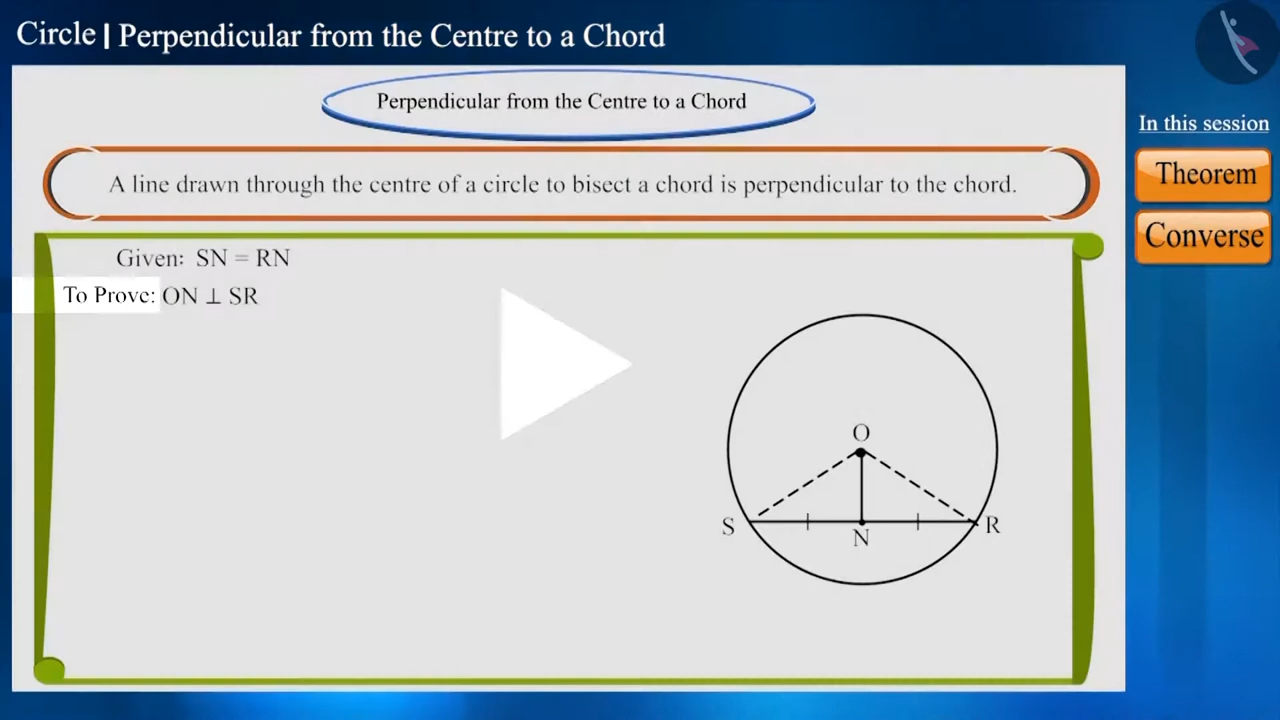 Circle | Perpendicular from the Centre to a Chord
Perpendicular from the Centre to a Chord
In this session
Theorem
Converse
A line drawn through the centre of a circle to bisect a chord is perpendicular to the chord.
Given: SN = RN
To Prove: ON ⊥ SR
O
S
N
R